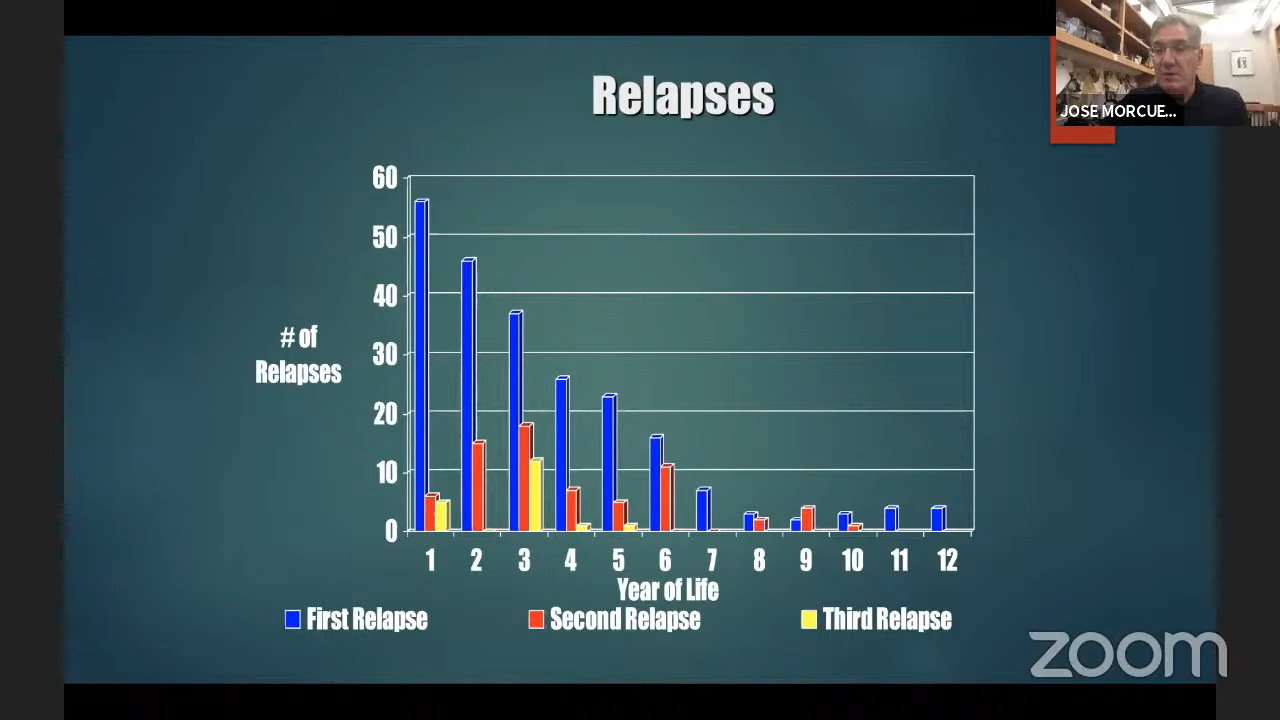 Relapses
JOSE MORCUE...
60
50
40
30
20
10
0
# of
Relapses
1 2 3 4 5 6 7 8 9 10 11 12
Year of Life
First Relapse Second Relapse Third Relapse
zoom